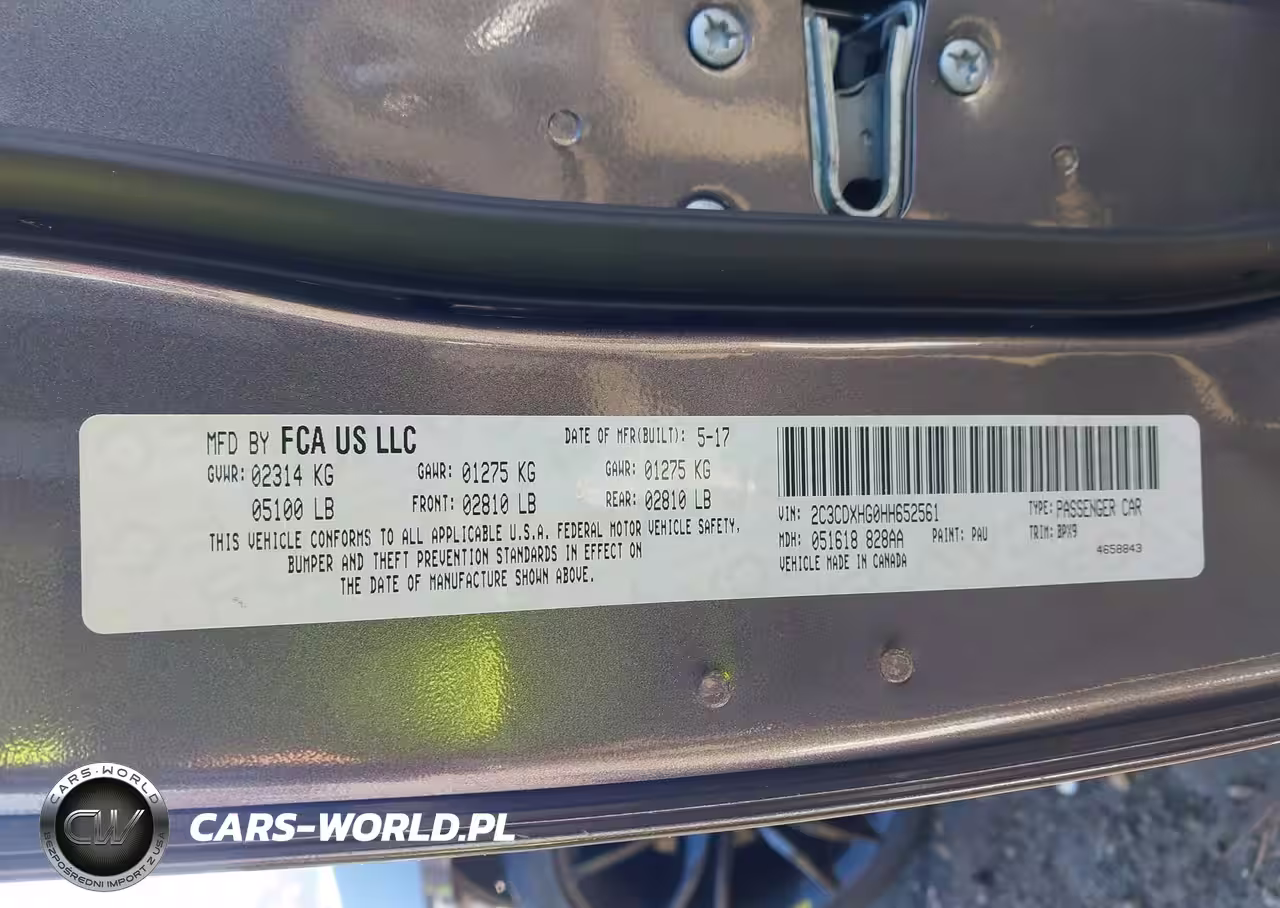 MFD BY FCA US LLC
DATE OF MFR(BUILT): 5-17
GVWR: 02314 KG
GAWR: 01275 KG
GAWR: 01275 KG
05100 LB
FRONT: 02810 LB
REAR: 02810 LB
THIS VEHICLE CONFORMS TO ALL APPLICABLE U.S.A. FEDERAL MOTOR VEHICLE SAFETY,
BUMPER AND THEFT PREVENTION STANDARDS IN EFFECT ON
THE DATE OF MANUFACTURE SHOWN ABOVE.
VIN: 2C3CDXHG0HH652561
TYPE: PASSENGER CAR
MDH: 051618 828AA
PAINT: PAU
TRIM: BPX9
VEHICLE MADE IN CANADA
4658843
CARS-WORLD
CW
BEZPOŚREDNI IMPORT Z USA
CARS-WORLD.PL